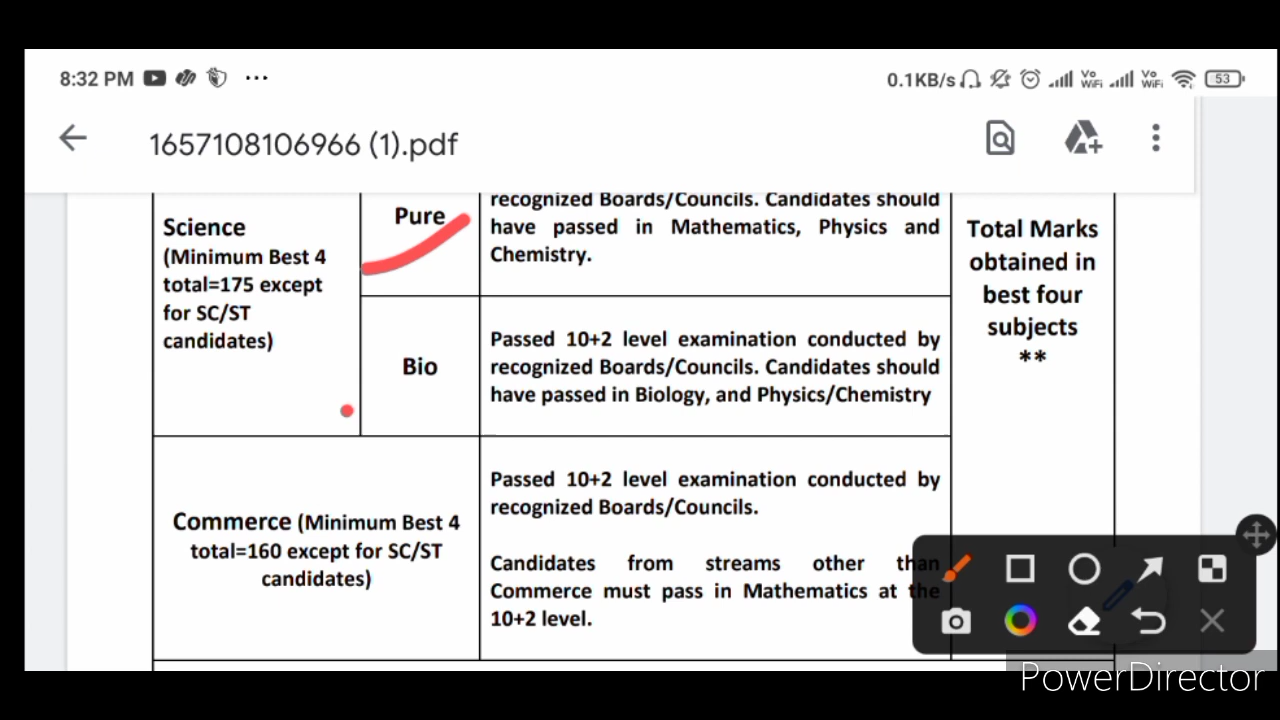 8:32 PM
0.1KB/s Vo WiFi Vo WiFi 53
1657108106966 (1).pdf
Science
(Minimum Best 4
total=175 except
for SC/ST
candidates)
Pure
recognized Boards/Councils. Candidates should
have passed in Mathematics, Physics and
Chemistry.
Total Marks
obtained in
best four
subjects
**
Bio
Passed 10+2 level examination conducted by
recognized Boards/Councils. Candidates should
have passed in Biology, and Physics/Chemistry
Commerce (Minimum Best 4
total=160 except for SC/ST
candidates)
Passed 10+2 level examination conducted by
recognized Boards/Councils.
Candidates from streams other than
Commerce must pass in Mathematics at the
10+2 level.
PowerDirector